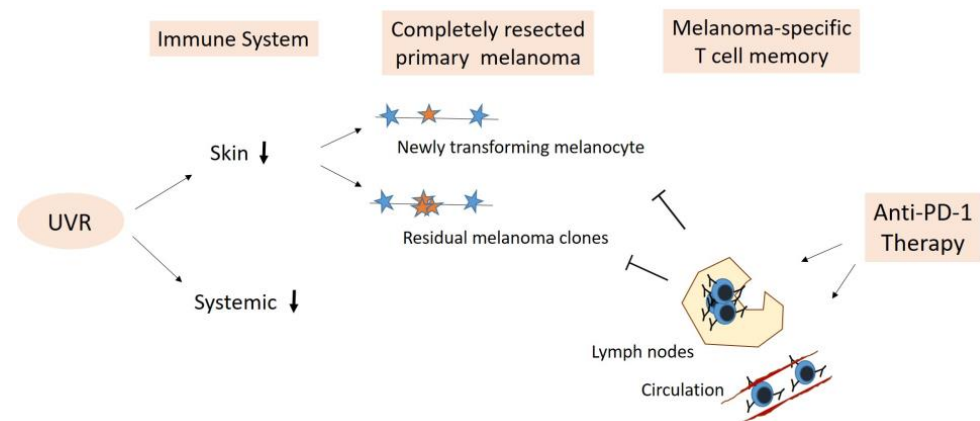 Immune System
Completely resected
primary melanoma
Melanoma-specific
T cell memory
Skin
Newly transforming melanocyte
UVR
Residual melanoma clones
Anti-PD-1
Therapy
Systemic
Lymph nodes
Circulation